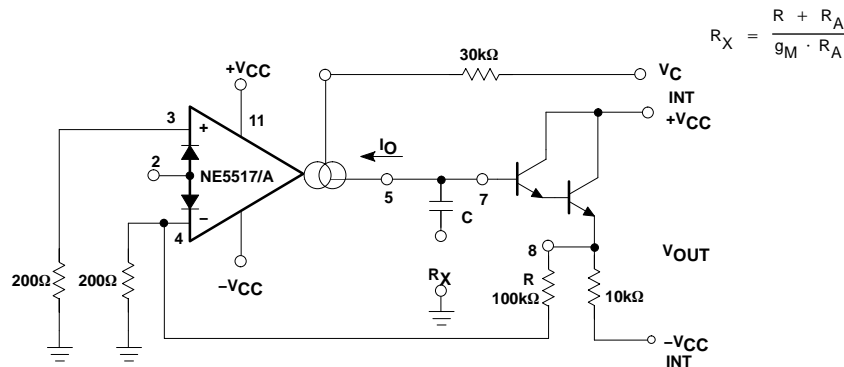 R_X = (R + R_A) / (g_M · R_A)
30kΩ
V_C
+V_CC
INT
+V_CC
3
+
11
I_O
2
NE5517/A
5
7
−
4
C
8
V_OUT
−V_CC
R_X
R
200Ω
200Ω
100kΩ
10kΩ
−V_CC
INT